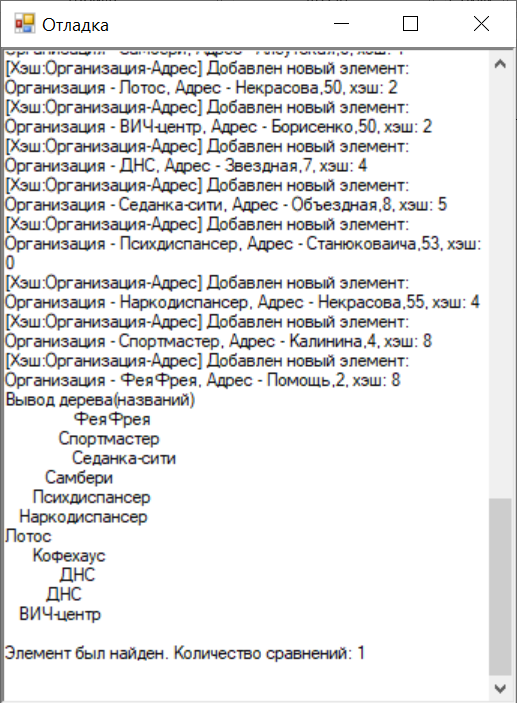 Отладка
Организация - Самбери, Адрес - Алеутская,5, хэш:
[Хэш:Организация-Адрес] Добавлен новый элемент:
Организация - Лотос, Адрес - Некрасова,50, хэш: 2
[Хэш:Организация-Адрес] Добавлен новый элемент:
Организация - ВИЧ-центр, Адрес - Борисенко,50, хэш: 2
[Хэш:Организация-Адрес] Добавлен новый элемент:
Организация - ДНС, Адрес - Звездная,7, хэш: 4
[Хэш:Организация-Адрес] Добавлен новый элемент:
Организация - Седанка-сити, Адрес - Объездная,8, хэш: 5
[Хэш:Организация-Адрес] Добавлен новый элемент:
Организация - Психдиспансер, Адрес - Станюковаича,53, хэш:
0
[Хэш:Организация-Адрес] Добавлен новый элемент:
Организация - Наркодиспансер, Адрес - Некрасова,55, хэш: 4
[Хэш:Организация-Адрес] Добавлен новый элемент:
Организация - Спортмастер, Адрес - Калинина,4, хэш: 8
[Хэш:Организация-Адрес] Добавлен новый элемент:
Организация - ФеяФрея, Адрес - Помощь,2, хэш: 8
Вывод дерева(названий)
ФеяФрея
Спортмастер
Седанка-сити
Самбери
Психдиспансер
Наркодиспансер
Лотос
Кофехаус
ДНС
ДНС
ВИЧ-центр
Элемент был найден. Количество сравнений: 1